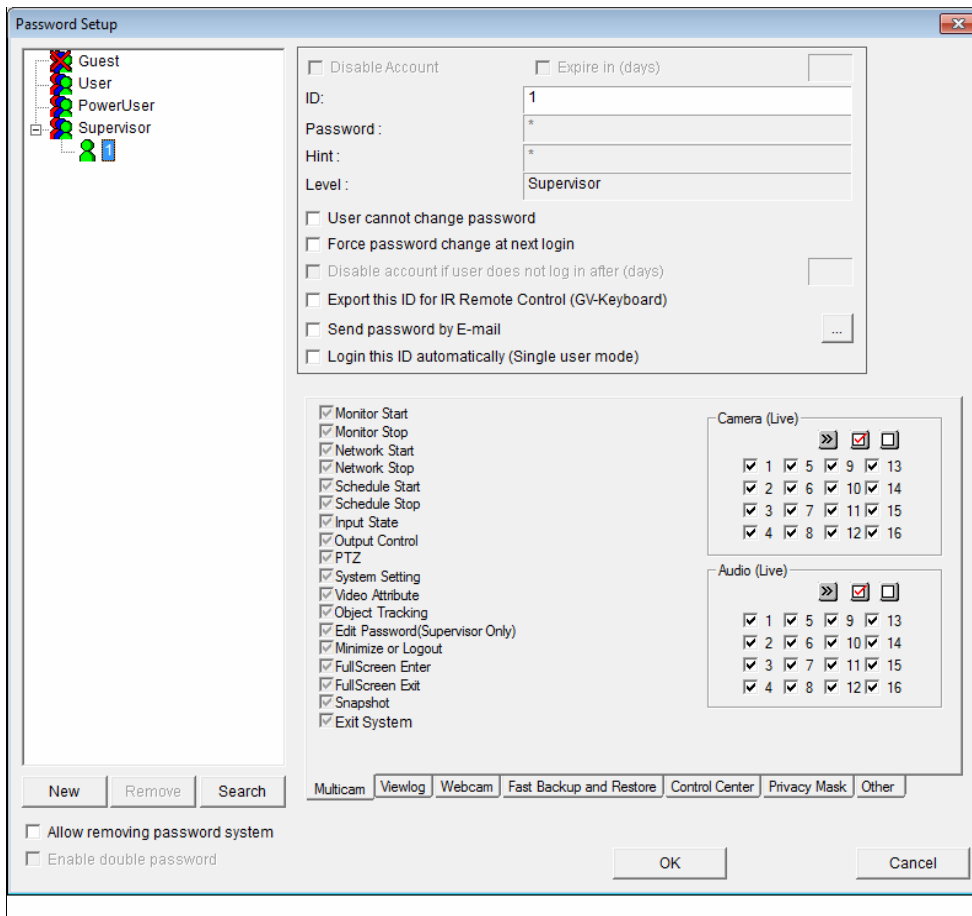 Password Setup
Guest
User
PowerUser
Supervisor
1
Disable Account
Expire in (days)
ID:
1
Password :
*
Hint :
*
Level :
Supervisor
User cannot change password
Force password change at next login
Disable account if user does not log in after (days)
Export this ID for IR Remote Control (GV-Keyboard)
Send password by E-mail
...
Login this ID automatically (Single user mode)
Monitor Start
Monitor Stop
Network Start
Network Stop
Schedule Start
Schedule Stop
Input State
Output Control
PTZ
System Setting
Video Attribute
Object Tracking
Edit Password(Supervisor Only)
Minimize or Logout
FullScreen Enter
FullScreen Exit
Snapshot
Exit System
Camera (Live)
1 5 9 13
2 6 10 14
3 7 11 15
4 8 12 16
Audio (Live)
1 5 9 13
2 6 10 14
3 7 11 15
4 8 12 16
Multicam Viewlog Webcam Fast Backup and Restore Control Center Privacy Mask Other
New Remove Search
Allow removing password system
Enable double password
OK
Cancel